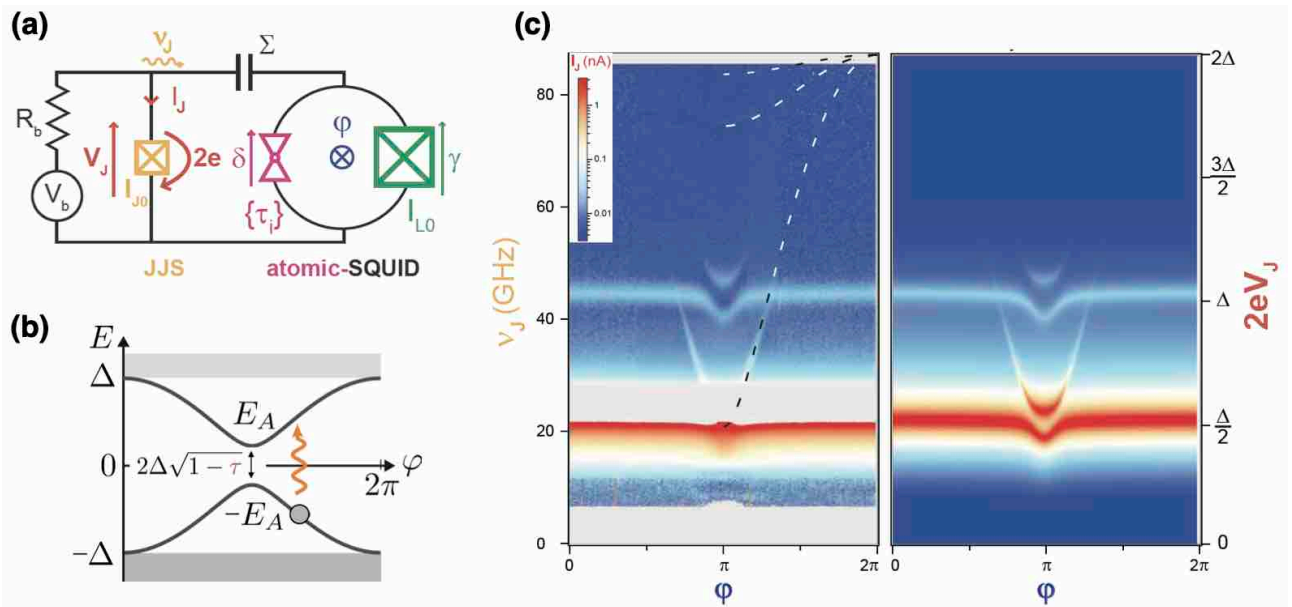 (a)
ν_J
Σ
R_b
I_J
V_J
2e
δ
φ
γ
V_b
I_J0
{τ_i}
I_L0
JJS
atomic-SQUID
(b)
E
Δ
E_A
0
2Δ√1 − τ
φ
2π
−E_A
−Δ
(c)
I_J (nA)
1
0.1
0.01
80
60
40
20
0
ν_J (GHz)
0
π
2π
φ
0
π
2π
φ
2Δ
3Δ/2
Δ
Δ/2
0
2eV_J